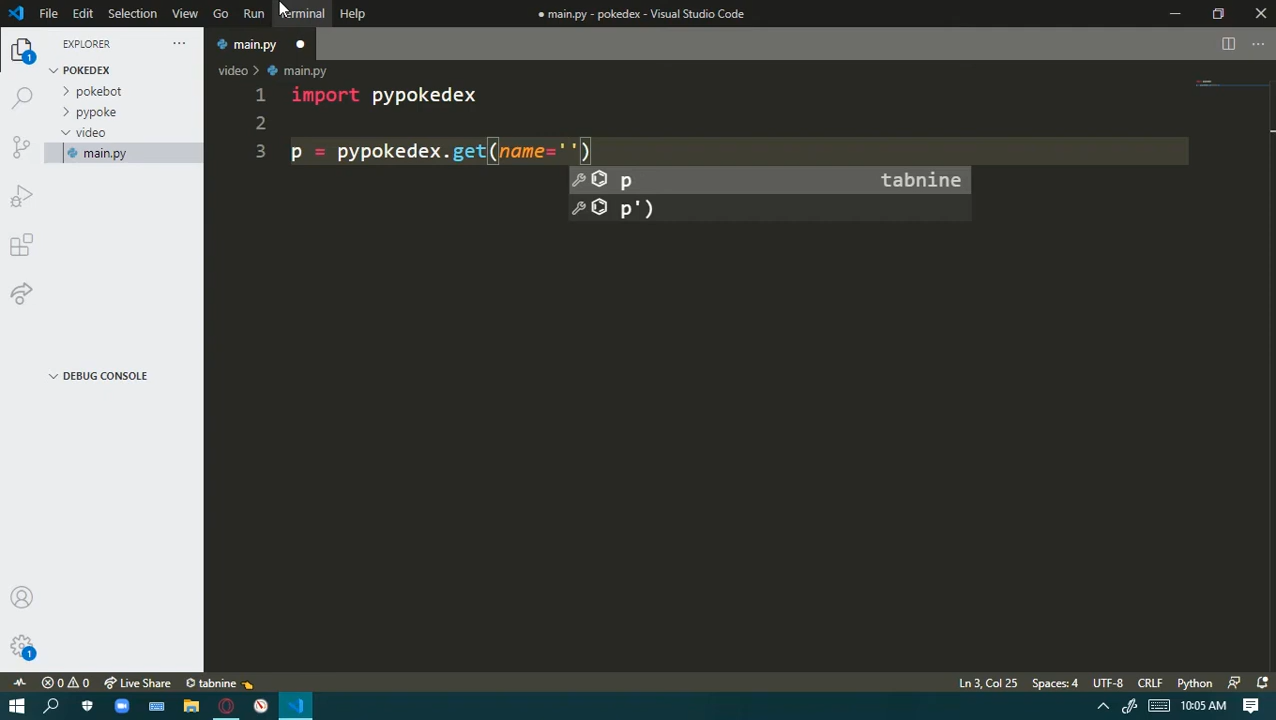 File Edit Selection View Go Run Terminal Help
● main.py - pokedex - Visual Studio Code
EXPLORER
main.py
POKEDEX
video > main.py
pokebot
pypoke
video
main.py
1 import pypokedex
2
3 p = pypokedex.get(name='')
p tabnine
p')
DEBUG CONSOLE
1
1
0 0 Live Share tabnine Ln 3, Col 25 Spaces: 4 UTF-8 CRLF Python
10:05 AM